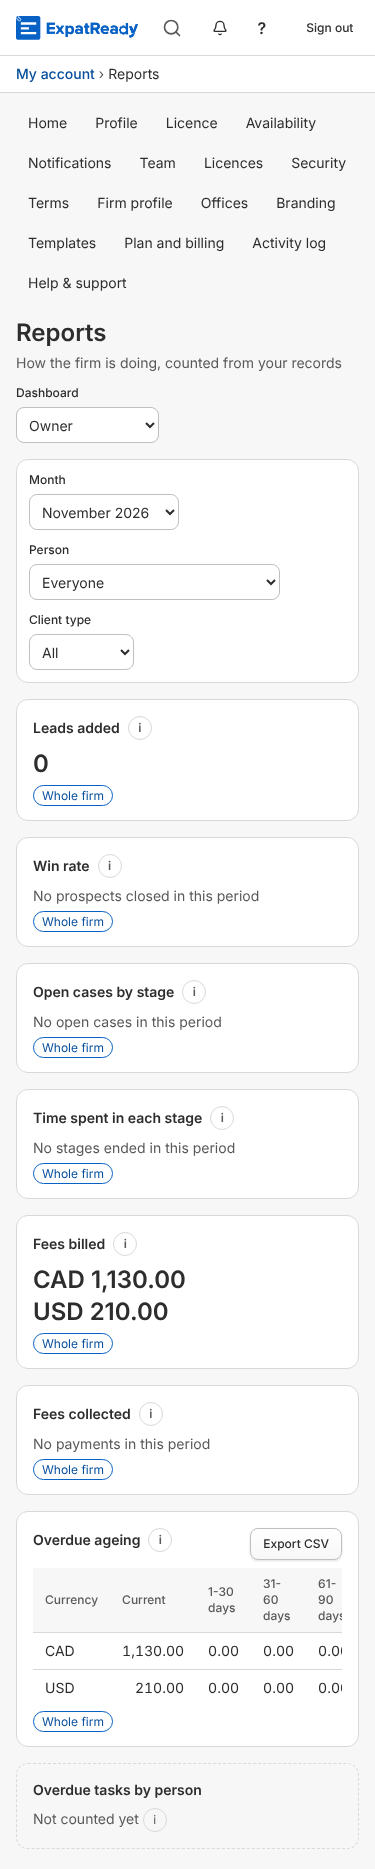 ExpatReady ? Sign out
My account › Reports
Home Profile Licence Availability
Notifications Team Licences Security
Terms Firm profile Offices Branding
Templates Plan and billing Activity log
Help & support
Reports
How the firm is doing, counted from your records
Dashboard
Owner
Month
November 2026
Person
Everyone
Client type
All
Leads added i
0
Whole firm
Win rate i
No prospects closed in this period
Whole firm
Open cases by stage i
No open cases in this period
Whole firm
Time spent in each stage i
No stages ended in this period
Whole firm
Fees billed i
CAD 1,130.00
USD 210.00
Whole firm
Fees collected i
No payments in this period
Whole firm
Overdue ageing i Export CSV
Currency Current 1-30 days 31-60 days 61-90 days
CAD 1,130.00 0.00 0.00 0.00
USD 210.00 0.00 0.00 0.00
Whole firm
Overdue tasks by person
Not counted yet i